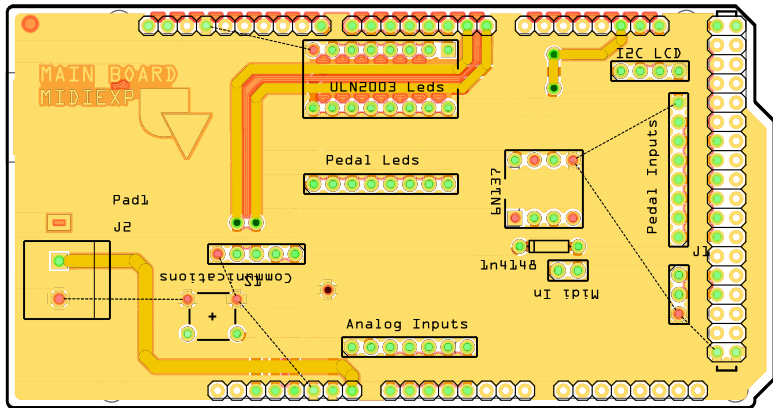 I2C LCD
MAIN BOARD
MIDIEXP
ULN2003 Leds
Pedal Leds
6N137
Pedal Inputs
Pad1
J2
J1
1n4148
Communications
S1
Midi In
Analog Inputs